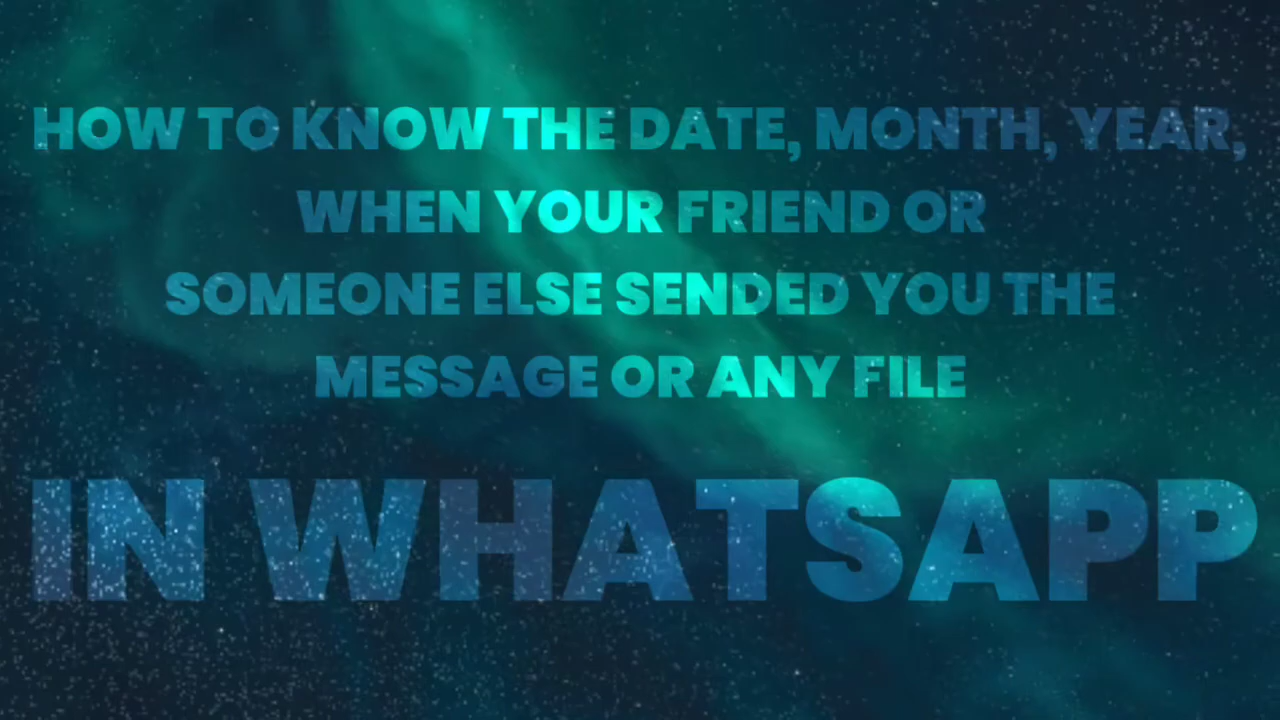 HOW TO KNOW THE DATE, MONTH, YEAR,
WHEN YOUR FRIEND OR
SOMEONE ELSE SENDED YOU THE
MESSAGE OR ANY FILE
IN WHATSAPP